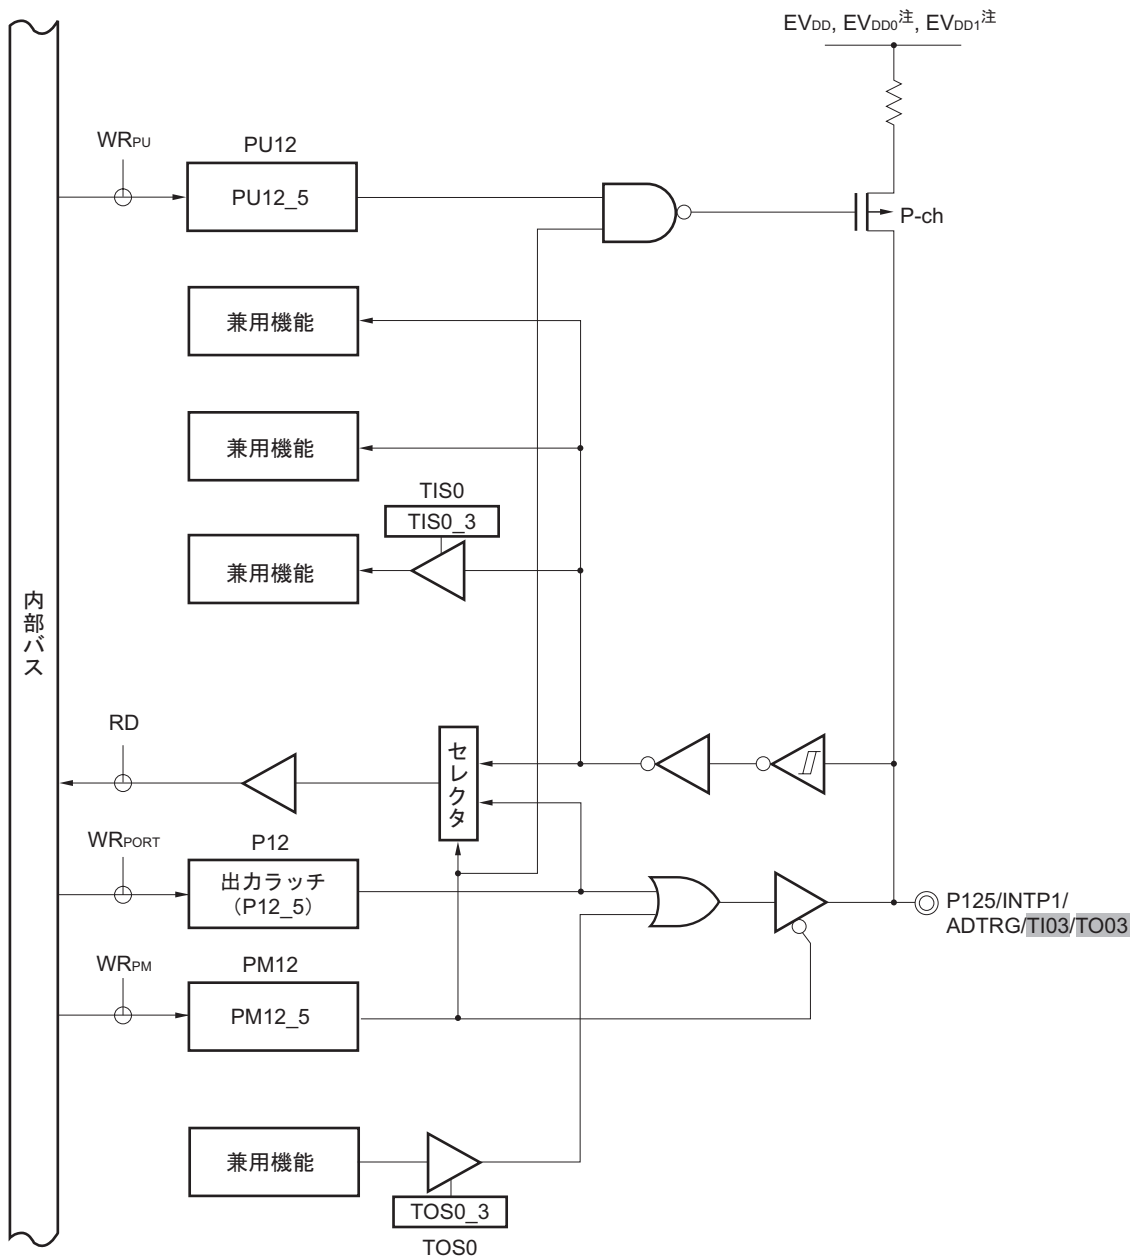 EVDD, EVDD0注, EVDD1注
WRPU
PU12
PU12_5
P-ch
兼用機能
兼用機能
TIS0
TIS0_3
兼用機能
内部バス
RD
セレクタ
WRPORT
P12
出力ラッチ
（P12_5）
P125/INTP1/
ADTRG/TI03/TO03
WRPM
PM12
PM12_5
兼用機能
TOS0_3
TOS0